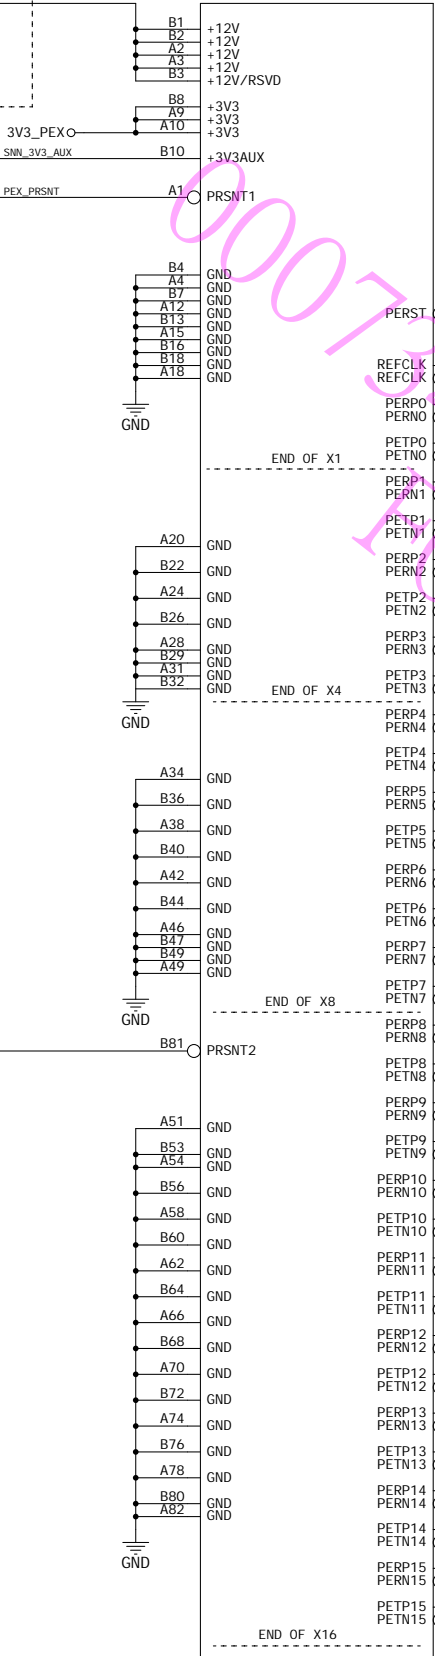 B1 +12V
B2 +12V
A2 +12V
A3 +12V
B3 +12V/RSVD
B8 +3V3
A9 +3V3
3V3_PEX A10 +3V3
SNN_3V3_AUX B10 +3V3AUX
PEX_PRSNT A1 PRSNT1
B4 GND
A4 GND
B7 GND
A12 GND PERST
B13 GND
A15 GND
B16 GND
B18 GND REFCLK
A18 GND REFCLK
GND
PERP0
PERN0
PETP0
PETN0
END OF X1
PERP1
PERN1
PETP1
PETN1
A20 GND
PERP2
B22 GND PERN2
A24 GND PETP2
PETN2
B26 GND
PERP3
A28 GND PERN3
B29 GND
A31 GND PETP3
B32 GND PETN3
END OF X4
GND
PERP4
PERN4
PETP4
PETN4
A34 GND
PERP5
B36 GND PERN5
A38 GND PETP5
PETN5
B40 GND
PERP6
A42 GND PERN6
B44 GND PETP6
PETN6
A46 GND
B47 GND PERP7
B49 GND PERN7
A49 GND
PETP7
PETN7
END OF X8
GND
PERP8
PERN8
B81 PRSNT2
PETP8
PETN8
PERP9
PERN9
A51 GND
PETP9
B53 GND PETN9
A54 GND
PERP10
B56 GND PERN10
A58 GND PETP10
PETN10
B60 GND
PERP11
A62 GND PERN11
B64 GND PETP11
PETN11
A66 GND
PERP12
B68 GND PERN12
A70 GND PETP12
PETN12
B72 GND
PERP13
A74 GND PERN13
B76 GND PETP13
PETN13
A78 GND
PERP14
B80 GND PERN14
A82 GND
PETP14
PETN14
GND
PERP15
PERN15
PETP15
PETN15
END OF X16